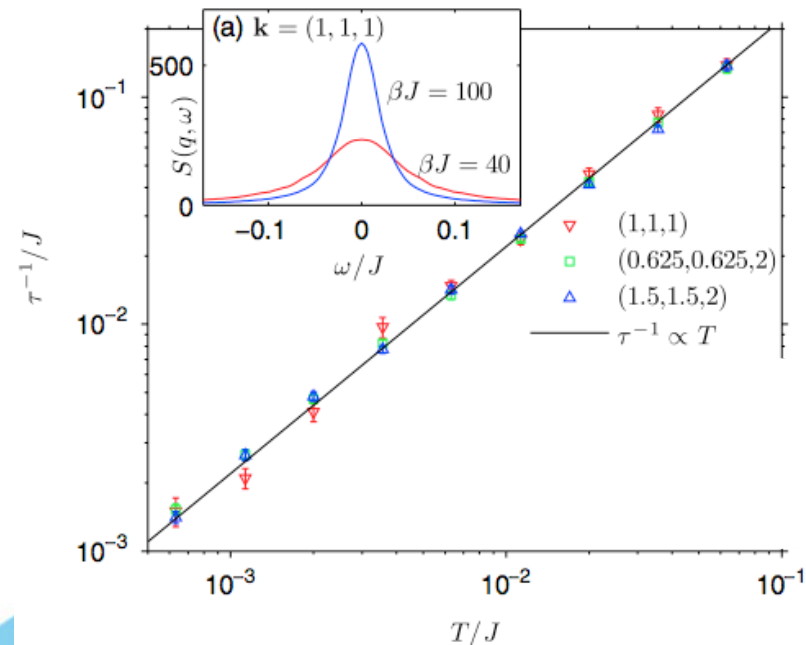 (a) k = (1, 1, 1)
500
S(q, ω)
βJ = 100
βJ = 40
0
−0.1 0 0.1
ω/J
10⁻¹
τ⁻¹/J
(1,1,1)
(0.625,0.625,2)
(1.5,1.5,2)
τ⁻¹ ∝ T
10⁻²
10⁻³
10⁻³ 10⁻² 10⁻¹
T/J